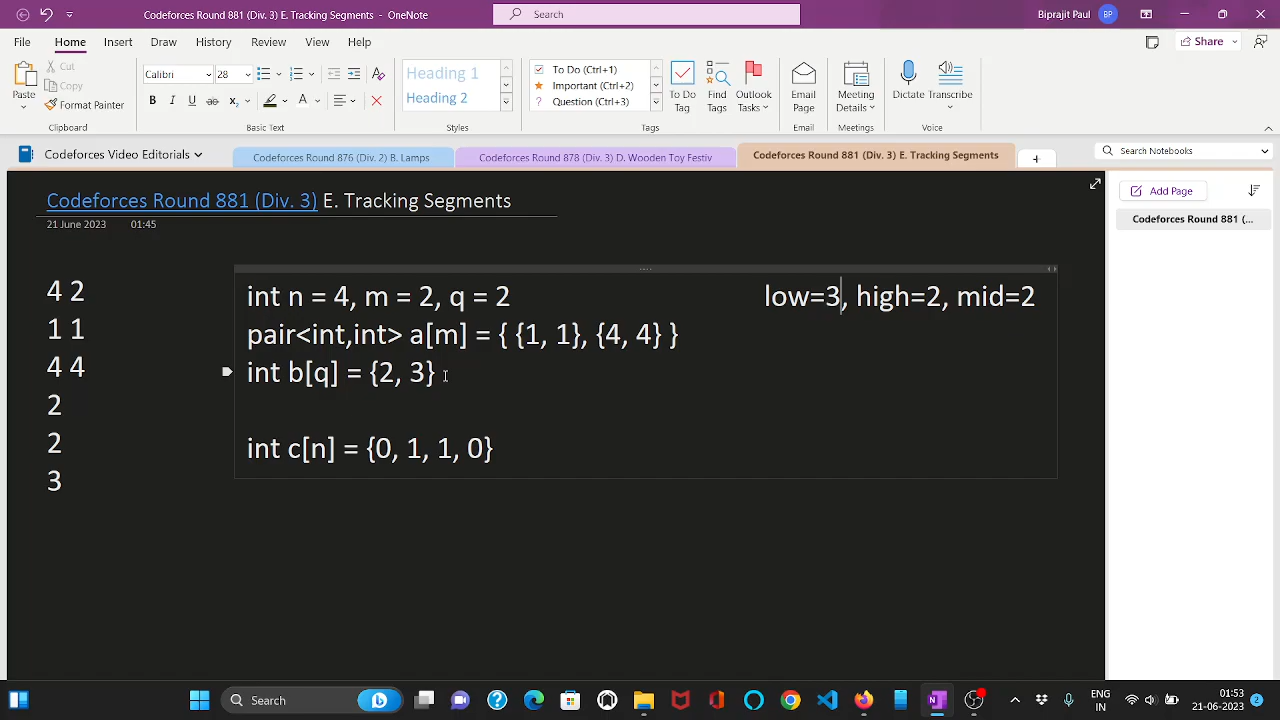 Codeforces Round 881 (Div. 3) E. Tracking Segments - OneNote
Search
Biprajit Paul
BP
File Home Insert Draw History Review View Help
Share
Paste
Cut
Copy
Format Painter
Clipboard
Calibri 28
B I U ab x
A
Basic Text
Heading 1
Heading 2
Styles
To Do (Ctrl+1)
Important (Ctrl+2)
? Question (Ctrl+3)
To Do Tag
Find Tags
Outlook Tasks
Tags
Email Page
Email
Meeting Details
Meetings
Dictate
Transcribe
Voice
Codeforces Video Editorials
Codeforces Round 876 (Div. 2) B. Lamps
Codeforces Round 878 (Div. 3) D. Wooden Toy Festiv
Codeforces Round 881 (Div. 3) E. Tracking Segments
+
Search Notebooks
Add Page
Codeforces Round 881 (...
Codeforces Round 881 (Div. 3) E. Tracking Segments
21 June 2023 01:45
4 2
1 1
4 4
2
2
3
int n = 4, m = 2, q = 2 low=3, high=2, mid=2
pair<int,int> a[m] = { {1, 1}, {4, 4} }
int b[q] = {2, 3}
int c[n] = {0, 1, 1, 0}
Search
ENG
IN
01:53
21-06-2023
2